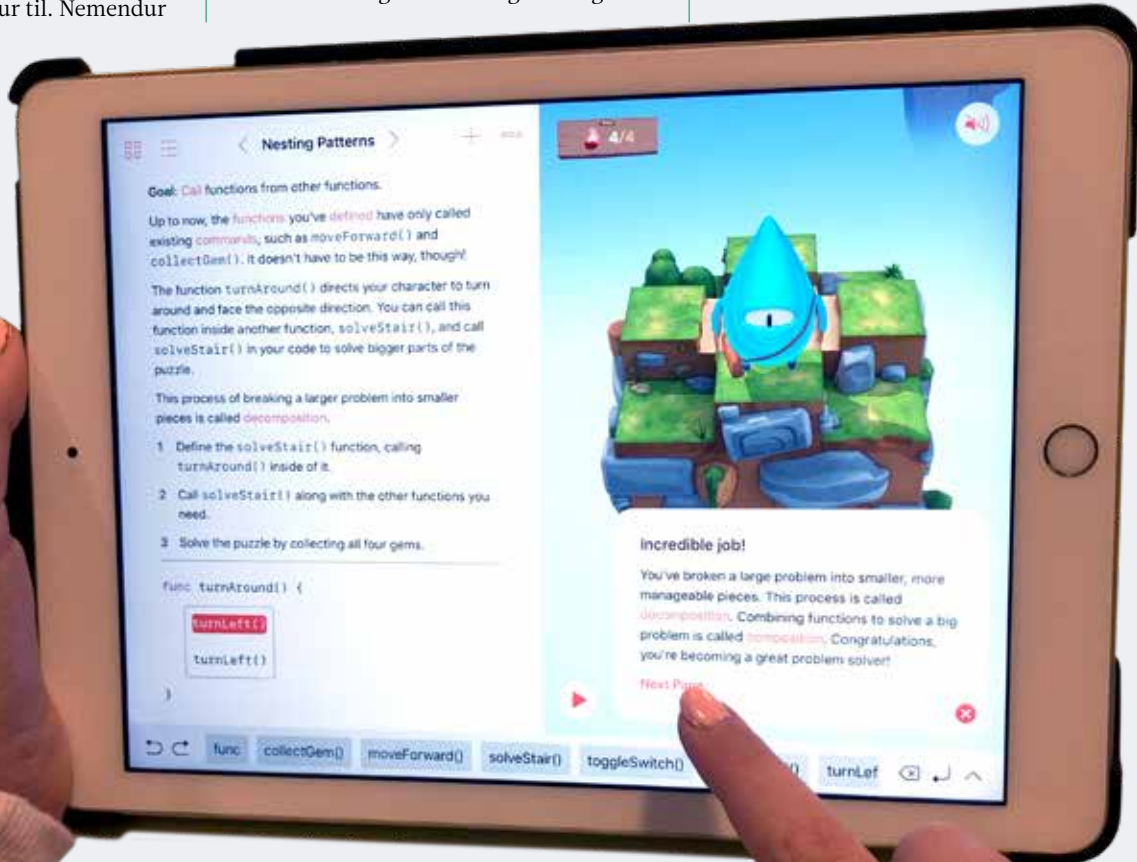 ur til. Nemendur
Nesting Patterns
Goal: Call functions from other functions.
Up to now, the functions you've defined have only called
existing commands, such as moveForward() and
collectGem(). It doesn't have to be this way, though!
The function turnAround() directs your character to turn
around and face the opposite direction. You can call this
function inside another function, solveStair(), and call
solveStair() in your code to solve bigger parts of the
puzzle.
This process of breaking a larger problem into smaller
pieces is called decomposition.
1 Define the solveStair() function, calling
turnAround() inside of it.
2 Call solveStair() along with the other functions you
need.
3 Solve the puzzle by collecting all four gems.
func turnAround() {
turnLeft()
turnLeft()
}
4/4
Incredible job!
You've broken a large problem into smaller, more
manageable pieces. This process is called
decomposition. Combining functions to solve a big
problem is called composition. Congratulations,
you're becoming a great problem solver!
Next
func collectGem() moveForward() solveStair() toggleSwitch() () turnLef